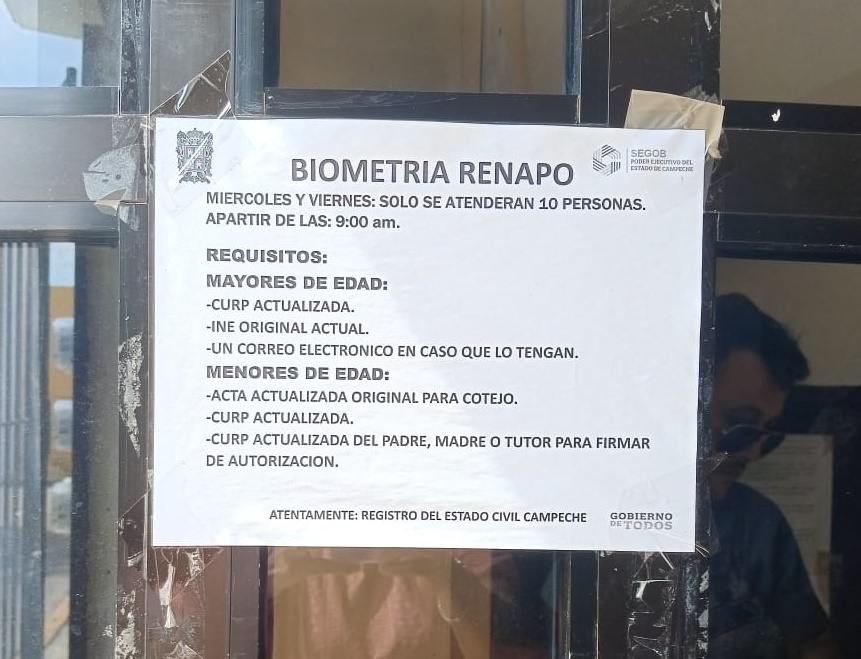 BIOMETRIA RENAPO
SEGOB
PODER EJECUTIVO DEL
ESTADO DE CAMPECHE
MIERCOLES Y VIERNES: SOLO SE ATENDERAN 10 PERSONAS.
APARTIR DE LAS: 9:00 am.
REQUISITOS:
MAYORES DE EDAD:
-CURP ACTUALIZADA.
-INE ORIGINAL ACTUAL.
-UN CORREO ELECTRONICO EN CASO QUE LO TENGAN.
MENORES DE EDAD:
-ACTA ACTUALIZADA ORIGINAL PARA COTEJO.
-CURP ACTUALIZADA.
-CURP ACTUALIZADA DEL PADRE, MADRE O TUTOR PARA FIRMAR
DE AUTORIZACION.
ATENTAMENTE: REGISTRO DEL ESTADO CIVIL CAMPECHE
GOBIERNO
DE TODOS